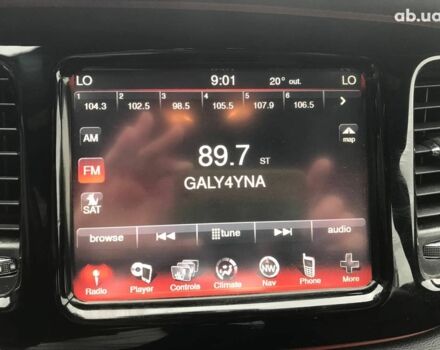 ab.ua
LO 9:01 20° out. LO
1 2 3 4 5 6
104.3 102.5 98.5 105.5 107.9 106.5
AM
map
89.7 ST
FM
GALY4YNA
SAT
browse tune audio
NW
Radio Player Controls Climate Nav Phone More